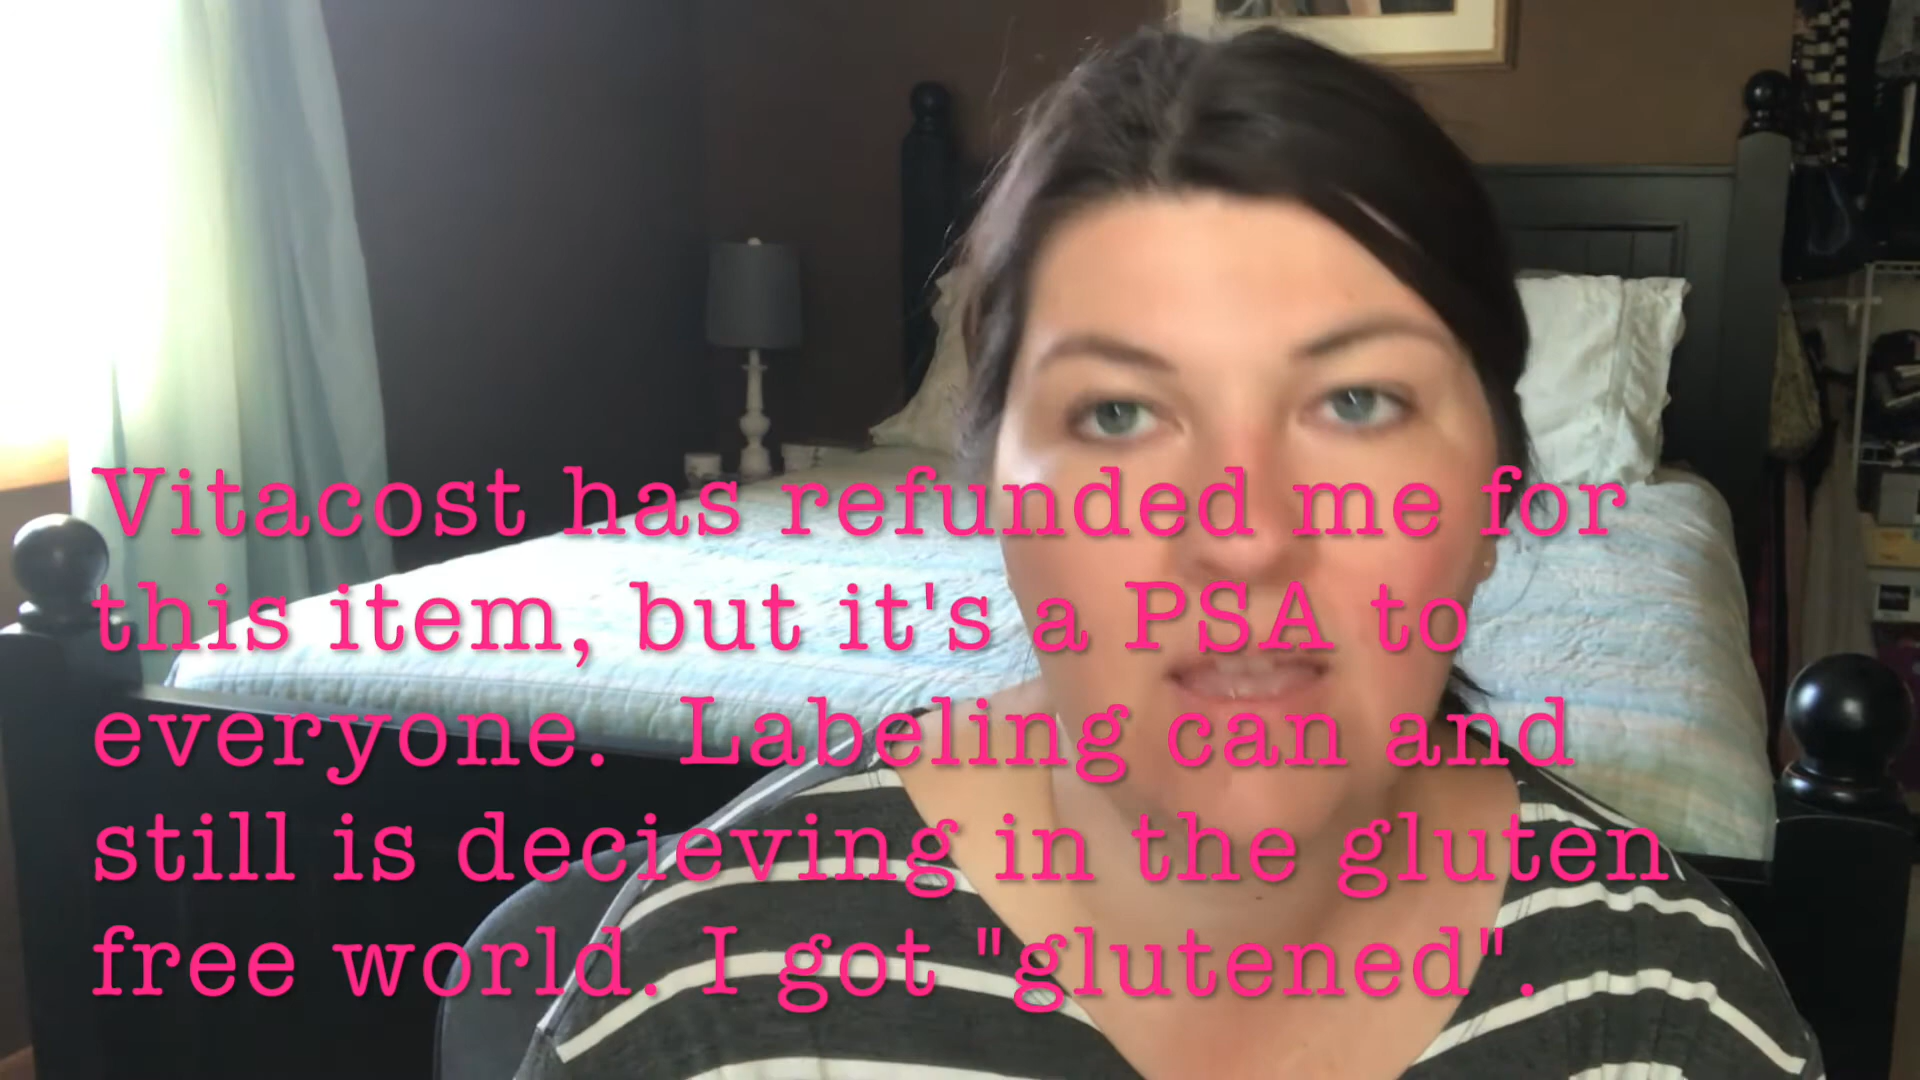 Vitacost has refunded me for
this item, but it's a PSA to
everyone.  Labeling can and
still is decieving in the gluten
free world. I got "glutened".